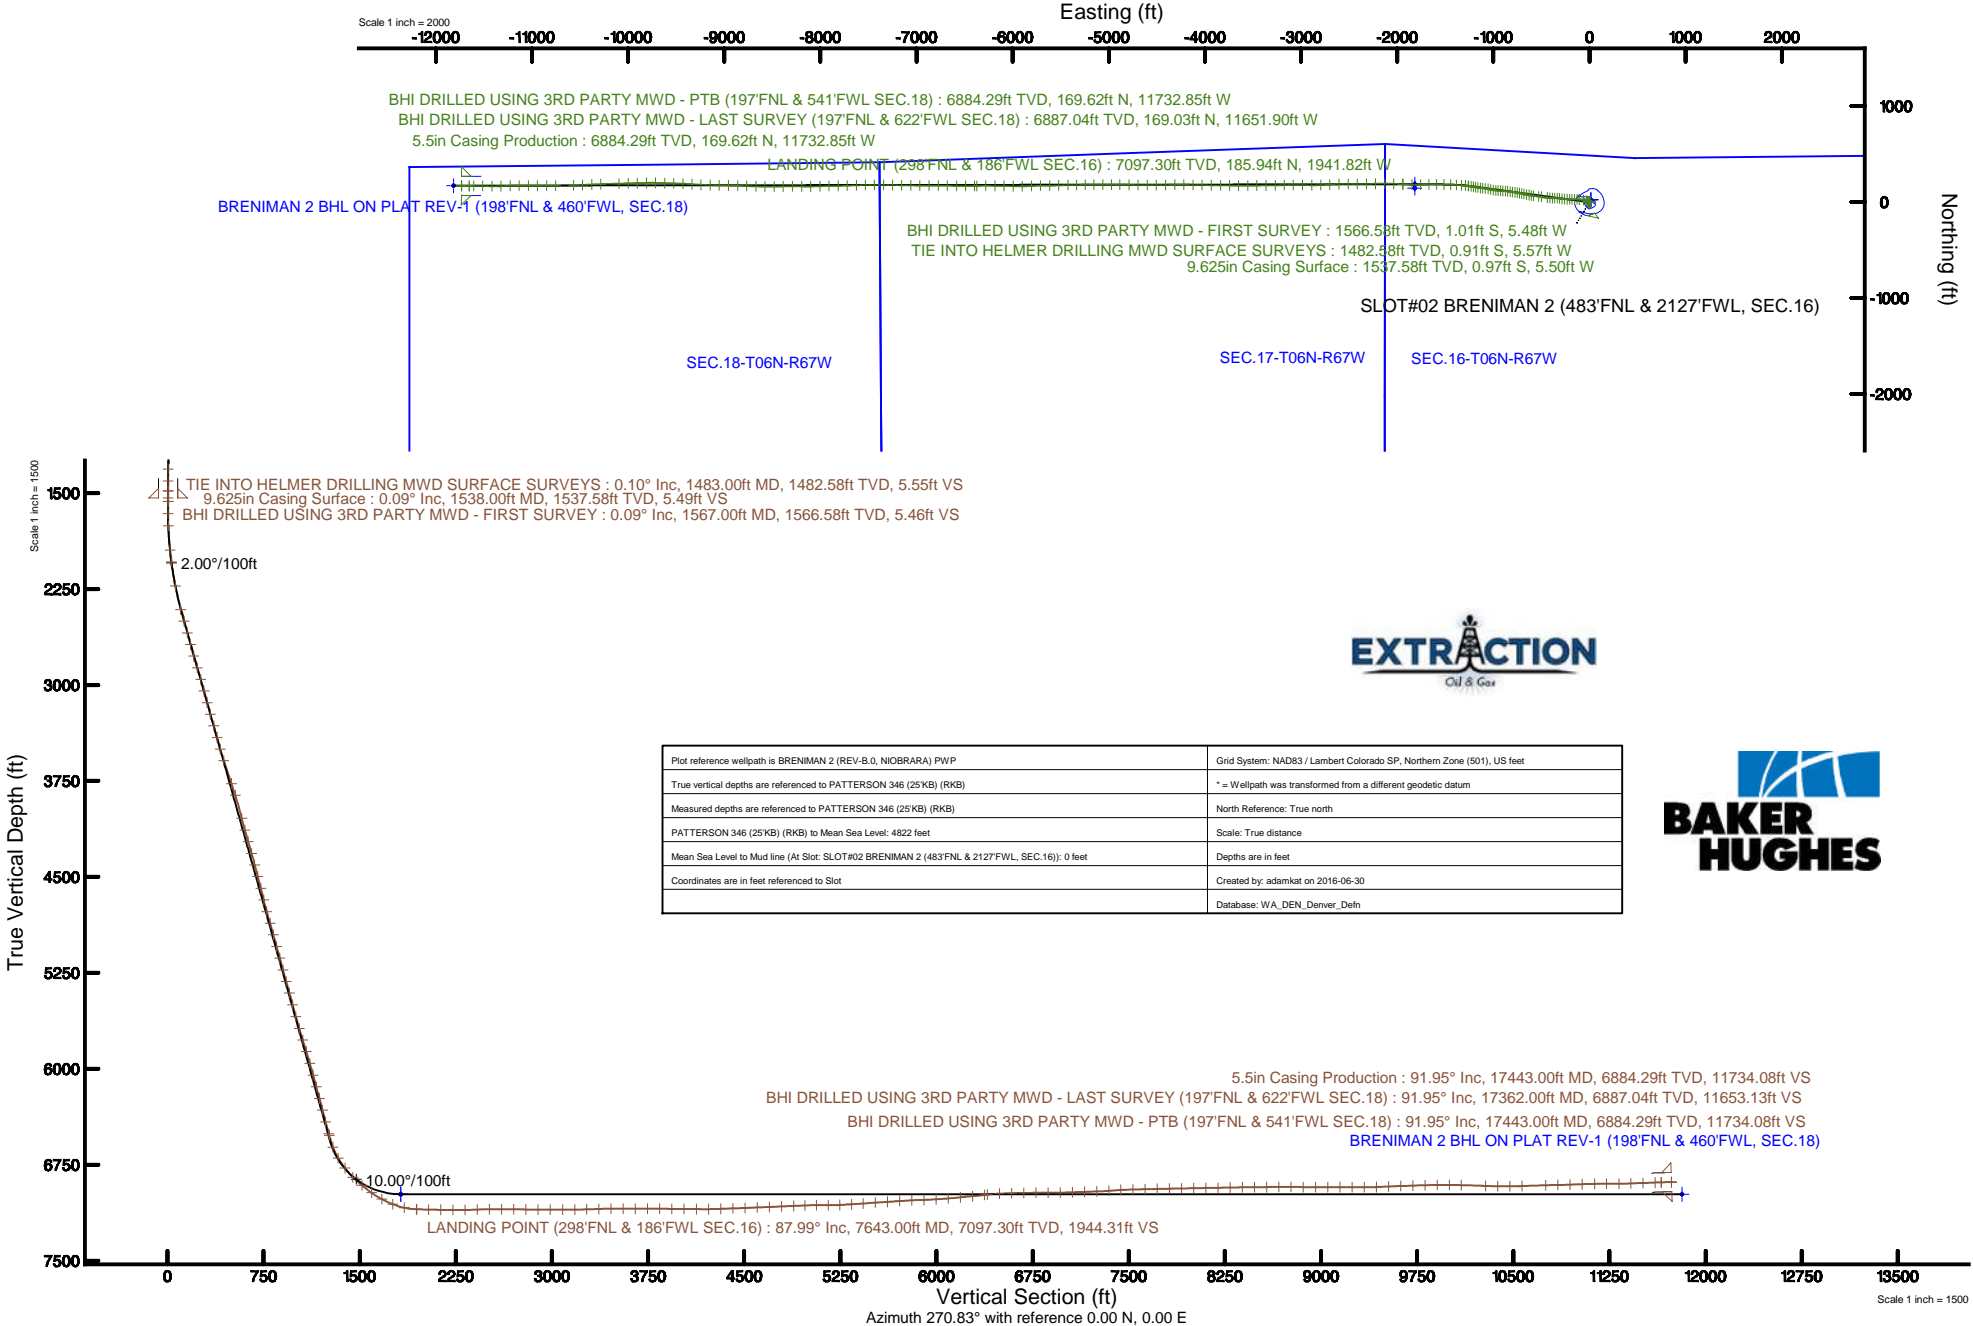 Easting (ft)
Scale 1 inch = 2000
-12000 -11000 -10000 -9000 -8000 -7000 -6000 -5000 -4000 -3000 -2000 -1000 0 1000 2000
BHI DRILLED USING 3RD PARTY MWD - PTB (197'FNL & 541'FWL SEC.18) : 6884.29ft TVD, 169.62ft N, 11732.85ft W
BHI DRILLED USING 3RD PARTY MWD - LAST SURVEY (197'FNL & 622'FWL SEC.18) : 6887.04ft TVD, 169.03ft N, 11651.90ft W
5.5in Casing Production : 6884.29ft TVD, 169.62ft N, 11732.85ft W
LANDING POINT (298'FNL & 186'FWL SEC.16) : 7097.30ft TVD, 185.94ft N, 1941.82ft W
BRENIMAN 2 BHL ON PLAT REV-1 (198'FNL & 460'FWL, SEC.18)
BHI DRILLED USING 3RD PARTY MWD - FIRST SURVEY : 1566.58ft TVD, 1.01ft S, 5.48ft W
TIE INTO HELMER DRILLING MWD SURFACE SURVEYS : 1482.58ft TVD, 0.91ft S, 5.57ft W
9.625in Casing Surface : 1537.58ft TVD, 0.97ft S, 5.50ft W
SLOT#02 BRENIMAN 2 (483'FNL & 2127'FWL, SEC.16)
SEC.18-T06N-R67W
SEC.17-T06N-R67W
SEC.16-T06N-R67W
1000
0
-1000
-2000
Northing (ft)
Scale 1 inch = 1500
TIE INTO HELMER DRILLING MWD SURFACE SURVEYS : 0.10° Inc, 1483.00ft MD, 1482.58ft TVD, 5.55ft VS
9.625in Casing Surface : 0.09° Inc, 1538.00ft MD, 1537.58ft TVD, 5.49ft VS
BHI DRILLED USING 3RD PARTY MWD - FIRST SURVEY : 0.09° Inc, 1567.00ft MD, 1566.58ft TVD, 5.46ft VS
2.00°/100ft
1500
2250
3000
3750
4500
5250
6000
6750
7500
True Vertical Depth (ft)
EXTRACTION
Oil & Gas
Plot reference wellpath is BRENIMAN 2 (REV-B.0, NIOBRARA) PWP
Grid System: NAD83 / Lambert Colorado SP, Northern Zone (501), US feet
True vertical depths are referenced to PATTERSON 346 (25'KB) (RKB)
* = Wellpath was transformed from a different geodetic datum
Measured depths are referenced to PATTERSON 346 (25'KB) (RKB)
North Reference: True north
PATTERSON 346 (25'KB) (RKB) to Mean Sea Level: 4822 feet
Scale: True distance
Mean Sea Level to Mud line (At Slot: SLOT#02 BRENIMAN 2 (483'FNL & 2127'FWL, SEC.16)): 0 feet
Depths are in feet
Coordinates are in feet referenced to Slot
Created by: adamkat on 2016-06-30
Database: WA_DEN_Denver_Defn
BAKER
HUGHES
5.5in Casing Production : 91.95° Inc, 17443.00ft MD, 6884.29ft TVD, 11734.08ft VS
BHI DRILLED USING 3RD PARTY MWD - LAST SURVEY (197'FNL & 622'FWL SEC.18) : 91.95° Inc, 17362.00ft MD, 6887.04ft TVD, 11653.13ft VS
BHI DRILLED USING 3RD PARTY MWD - PTB (197'FNL & 541'FWL SEC.18) : 91.95° Inc, 17443.00ft MD, 6884.29ft TVD, 11734.08ft VS
BRENIMAN 2 BHL ON PLAT REV-1 (198'FNL & 460'FWL, SEC.18)
10.00°/100ft
LANDING POINT (298'FNL & 186'FWL SEC.16) : 87.99° Inc, 7643.00ft MD, 7097.30ft TVD, 1944.31ft VS
0 750 1500 2250 3000 3750 4500 5250 6000 6750 7500 8250 9000 9750 10500 11250 12000 12750 13500
Vertical Section (ft)
Scale 1 inch = 1500
Azimuth 270.83° with reference 0.00 N, 0.00 E